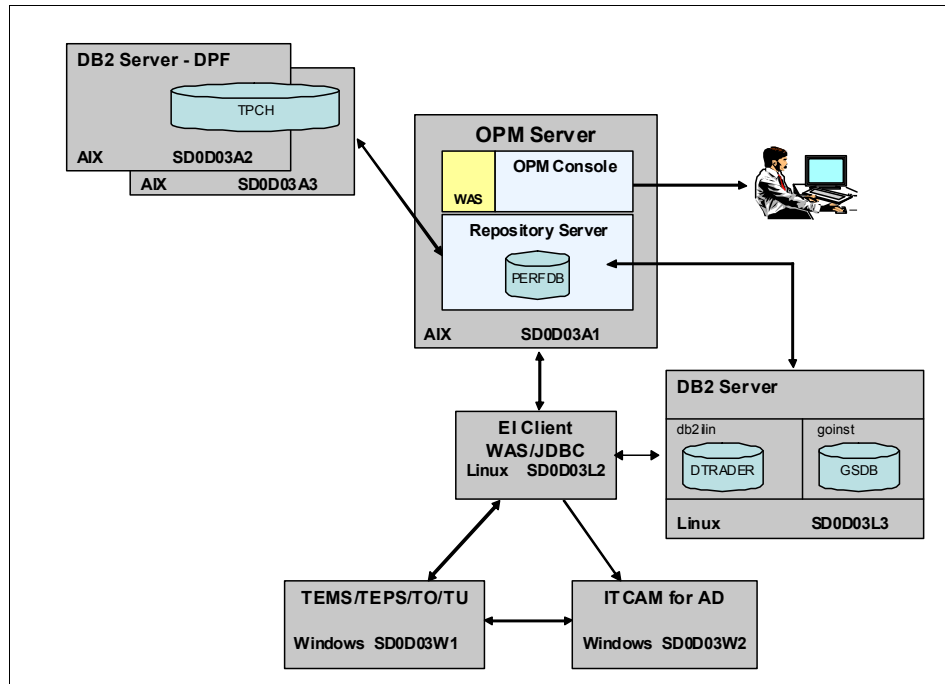 DB2 Server - DPF
TPCH
AIX SD0D03A2
AIX SD0D03A3
OPM Server
OPM Console
WAS
Repository Server
PERFDB
AIX SD0D03A1
DB2 Server
db2ilin goinst
DTRADER GSDB
Linux SD0D03L3
EI Client
WAS/JDBC
Linux SD0D03L2
TEMS/TEPS/TO/TU
Windows SD0D03W1
ITCAM for AD
Windows SD0D03W2